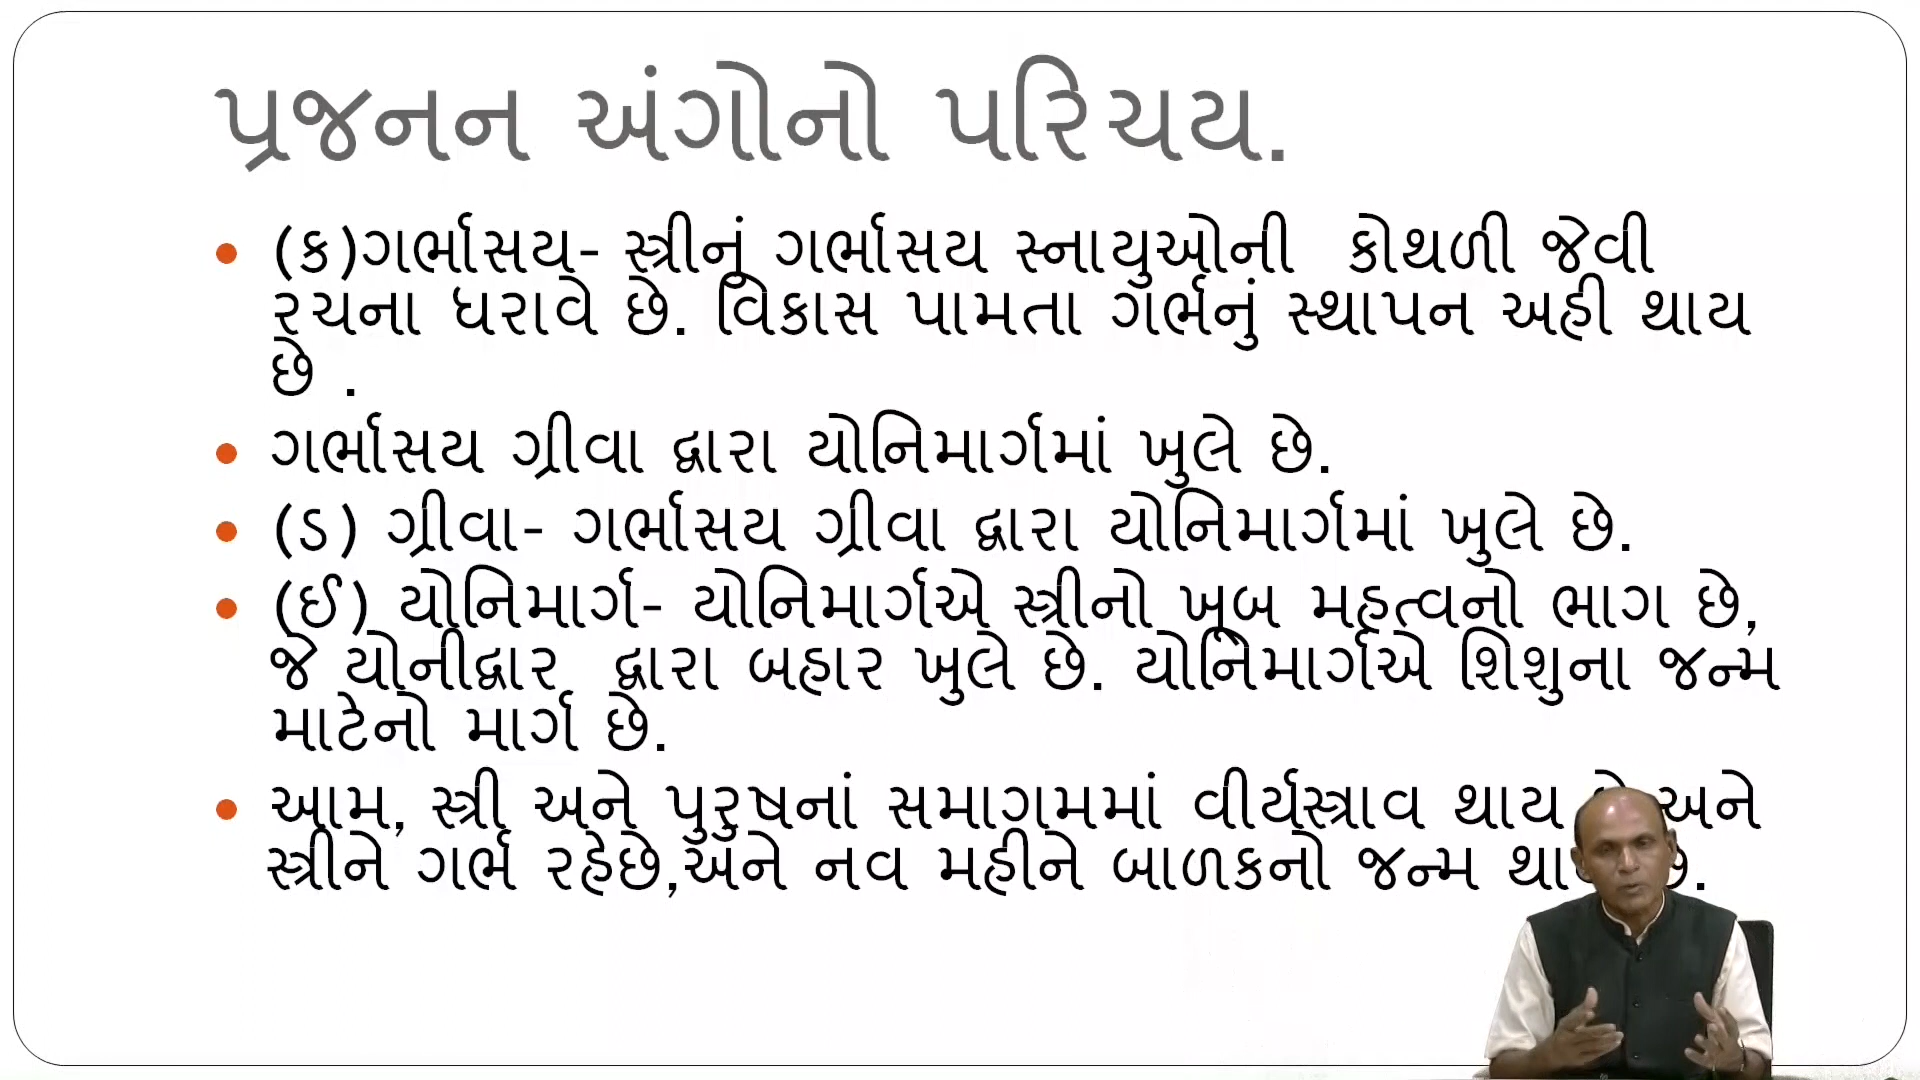 પ્રજનન અંગોનો પરિચય.
(ક)ગર્ભાસય- સ્ત્રીનું ગર્ભાસય સ્નાયુઓની કોથળી જેવી
રચના ધરાવે છે. વિકાસ પામતા ગર્ભનું સ્થાપન અહી થાય
છે .
ગર્ભાસય ગ્રીવા દ્વારા યોનિમાર્ગમાં ખુલે છે.
(ડ) ગ્રીવા- ગર્ભાસય ગ્રીવા દ્વારા યોનિમાર્ગમાં ખુલે છે.
(ઈ) યોનિમાર્ગ- યોનિમાર્ગએ સ્ત્રીનો ખૂબ મહત્વનો ભાગ છે,
જે યોનીદ્વાર દ્વારા બહાર ખુલે છે. યોનિમાર્ગએ શિશુના જન્મ
માટેનો માર્ગ છે.
આમ, સ્ત્રી અને પુરુષનાં સમાગમમાં વીર્યસ્ત્રાવ થાય અને
સ્ત્રીને ગર્ભ રહેછે,અને નવ મહીને બાળકનો જન્મ